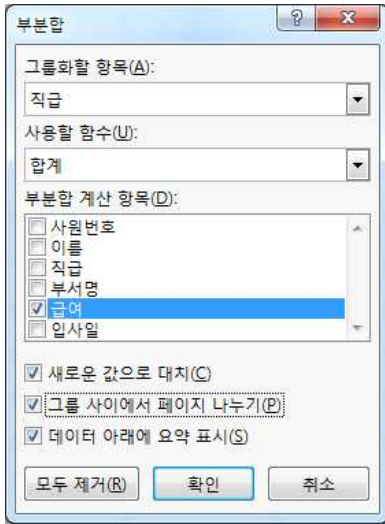 부분합
그룹화할 항목(A):
직급
사용할 함수(U):
합계
부분합 계산 항목(D):
사원번호
이름
직급
부서명
급여
입사일
새로운 값으로 대치(C)
그룹 사이에서 페이지 나누기(P)
데이터 아래에 요약 표시(S)
모두 제거(R) 확인 취소